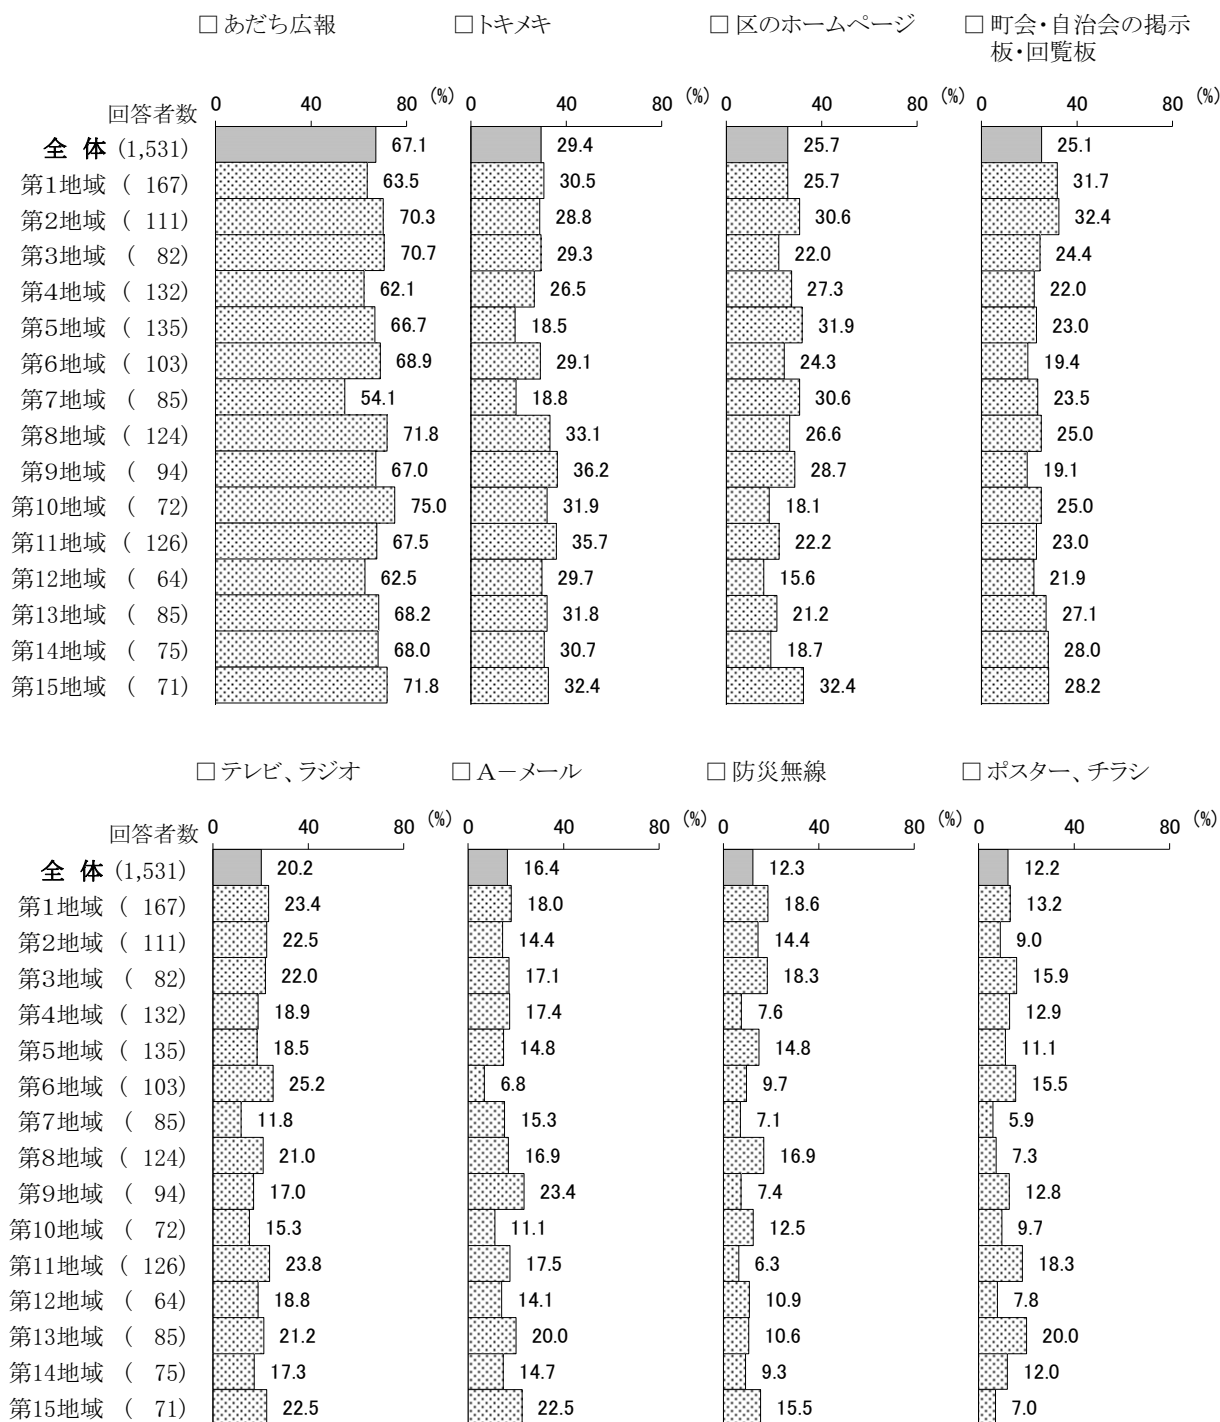 □ あだち広報 □ トキメキ □ 区のホームページ □ 町会・自治会の掲示
板・回覧板
回答者数 0 40 80 (%) 0 40 80 (%) 0 40 80 (%) 0 40 80 (%)
全 体 (1,531) 67.1 29.4 25.7 25.1
第1地域 ( 167) 63.5 30.5 25.7 31.7
第2地域 ( 111) 70.3 28.8 30.6 32.4
第3地域 ( 82) 70.7 29.3 22.0 24.4
第4地域 ( 132) 62.1 26.5 27.3 22.0
第5地域 ( 135) 66.7 18.5 31.9 23.0
第6地域 ( 103) 68.9 29.1 24.3 19.4
第7地域 ( 85) 54.1 18.8 30.6 23.5
第8地域 ( 124) 71.8 33.1 26.6 25.0
第9地域 ( 94) 67.0 36.2 28.7 19.1
第10地域 ( 72) 75.0 31.9 18.1 25.0
第11地域 ( 126) 67.5 35.7 22.2 23.0
第12地域 ( 64) 62.5 29.7 15.6 21.9
第13地域 ( 85) 68.2 31.8 21.2 27.1
第14地域 ( 75) 68.0 30.7 18.7 28.0
第15地域 ( 71) 71.8 32.4 32.4 28.2
□ テレビ、ラジオ □ A－メール □ 防災無線 □ ポスター、チラシ
回答者数 0 40 80 (%) 0 40 80 (%) 0 40 80 (%) 0 40 80 (%)
全 体 (1,531) 20.2 16.4 12.3 12.2
第1地域 ( 167) 23.4 18.0 18.6 13.2
第2地域 ( 111) 22.5 14.4 14.4 9.0
第3地域 ( 82) 22.0 17.1 18.3 15.9
第4地域 ( 132) 18.9 17.4 7.6 12.9
第5地域 ( 135) 18.5 14.8 14.8 11.1
第6地域 ( 103) 25.2 6.8 9.7 15.5
第7地域 ( 85) 11.8 15.3 7.1 5.9
第8地域 ( 124) 21.0 16.9 16.9 7.3
第9地域 ( 94) 17.0 23.4 7.4 12.8
第10地域 ( 72) 15.3 11.1 12.5 9.7
第11地域 ( 126) 23.8 17.5 6.3 18.3
第12地域 ( 64) 18.8 14.1 10.9 7.8
第13地域 ( 85) 21.2 20.0 10.6 20.0
第14地域 ( 75) 17.3 14.7 9.3 12.0
第15地域 ( 71) 22.5 22.5 15.5 7.0